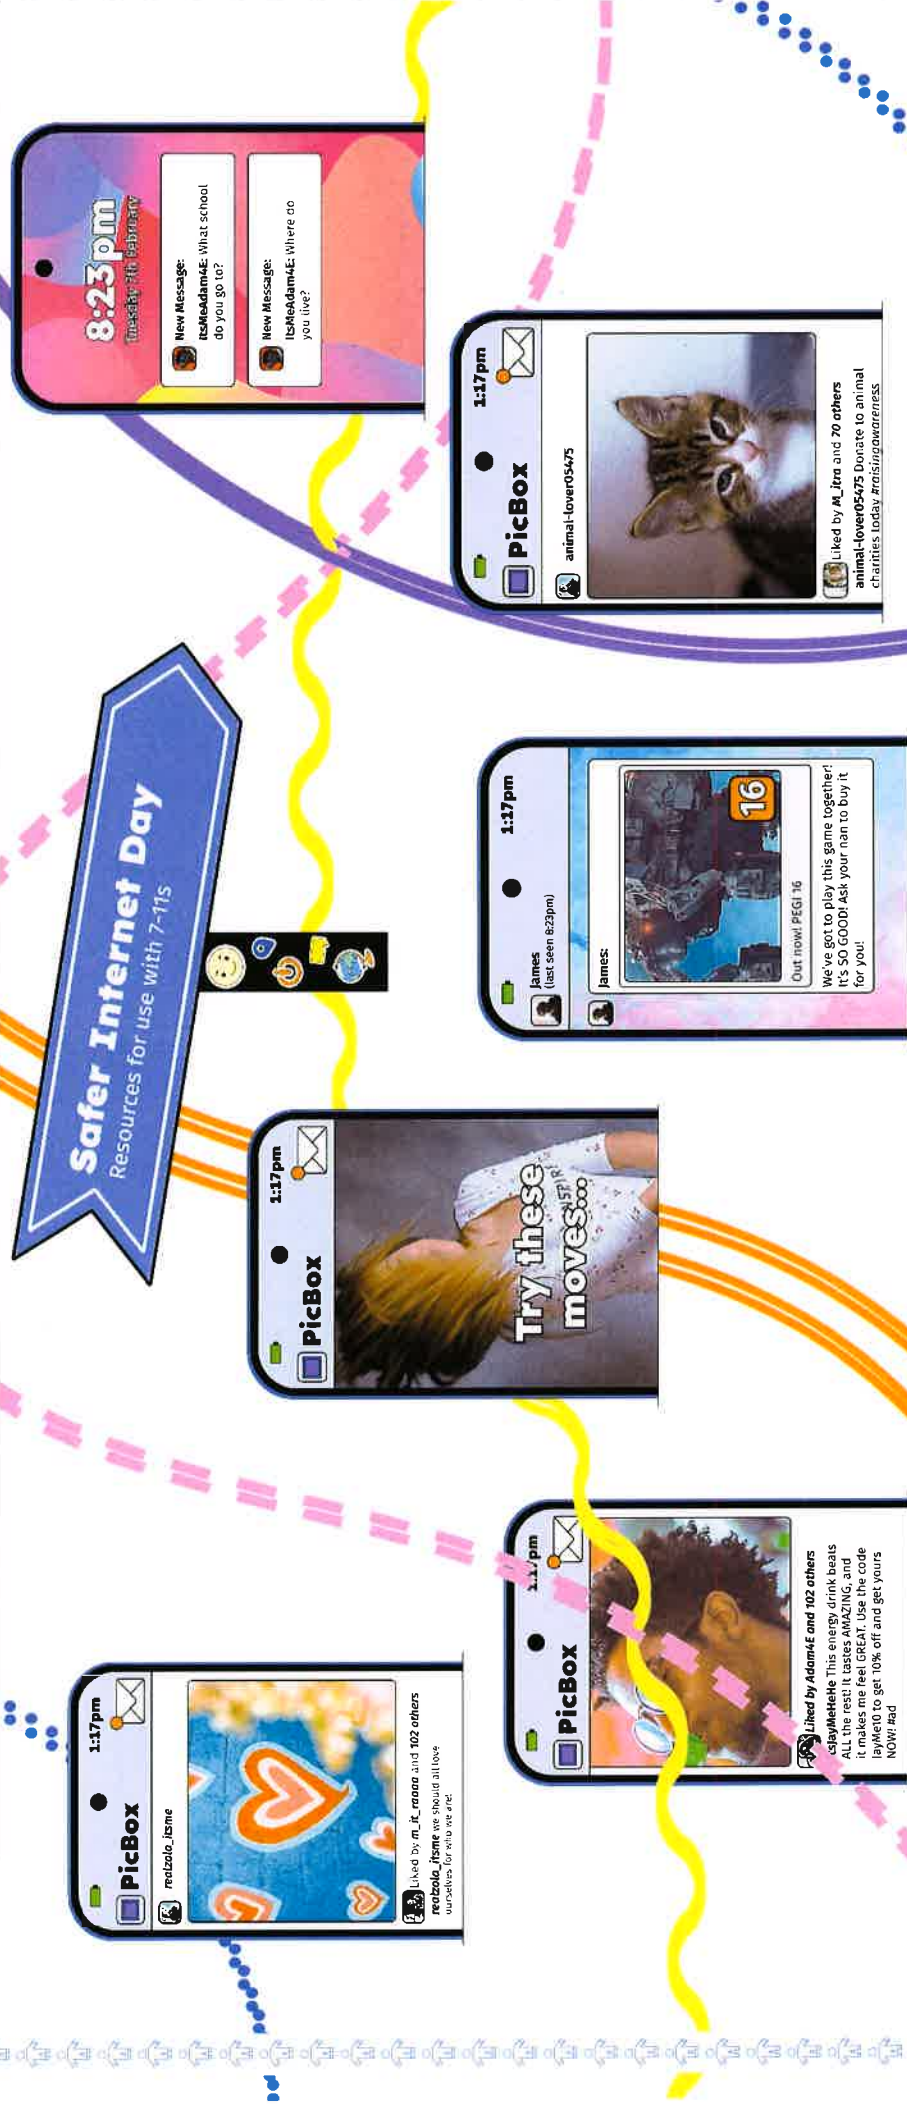 Safer Internet Day
Resources for use with 7-11s
1:17pm
PicBox
realzola_itsme
Liked by m_it_raaaa and 102 others
realzola_itsme we should all love
ourselves for who we are!
1:17pm
PicBox
Try these
moves...
1:17pm
James
(last seen 8:23pm)
James:
16
Out now! PEGI 16
We've got to play this game together!
It's SO GOOD! Ask your nan to buy it
for you!
8:23pm
Tuesday 7th February
New Message:
ItsMeAdam4E: What school
do you go to?
New Message:
ItsMeAdam4E: Where do
you live?
1:17pm
PicBox
animal-lover05475
Liked by M_itra and 70 others
animal-lover05475 Donate to animal
charities today #raisingawareness
PicBox
Liked by Adam4E and 102 others
This energy drink beats
ALL the rest! It tastes AMAZING, and
it makes me feel GREAT. Use the code
JayMe10 to get 10% off and get yours
NOW! #ad